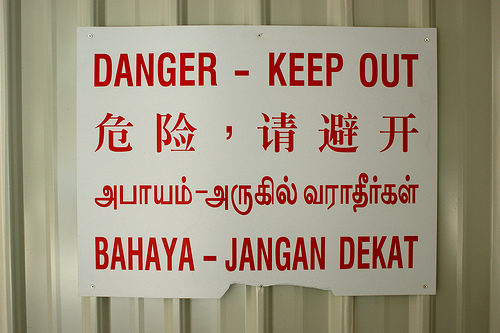 DANGER - KEEP OUT
危险，请避开
அபாயம்-அருகில் வராதீர்கள்
BAHAYA - JANGAN DEKAT